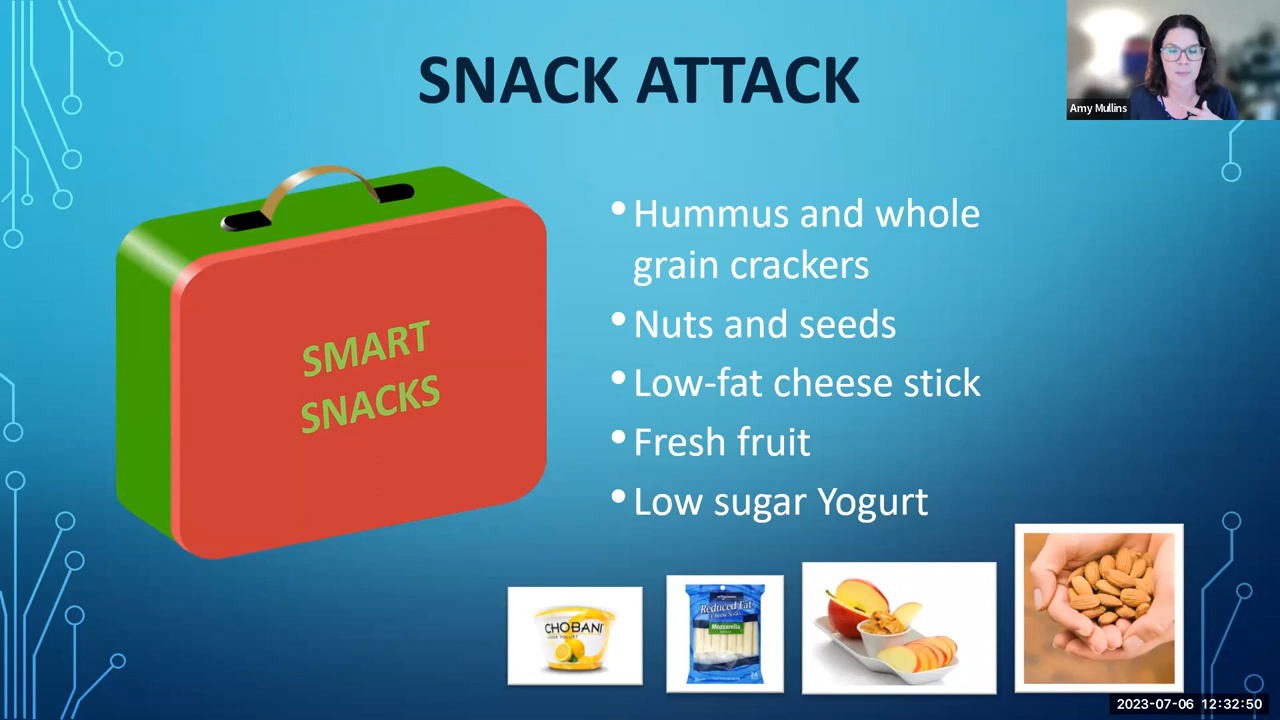 SNACK ATTACK
Amy Mullins
SMART
SNACKS
• Hummus and whole
grain crackers
• Nuts and seeds
• Low-fat cheese stick
• Fresh fruit
• Low sugar Yogurt
CHOBANI
Reduced Fat
Mozzarella
2023-07-06 12:32:50